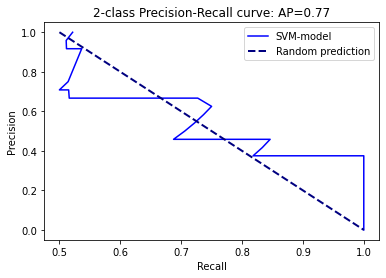 2-class Precision-Recall curve: AP=0.77
SVM-model
Random prediction
Precision
1.0
0.8
0.6
0.4
0.2
0.0
0.5 0.6 0.7 0.8 0.9 1.0
Recall